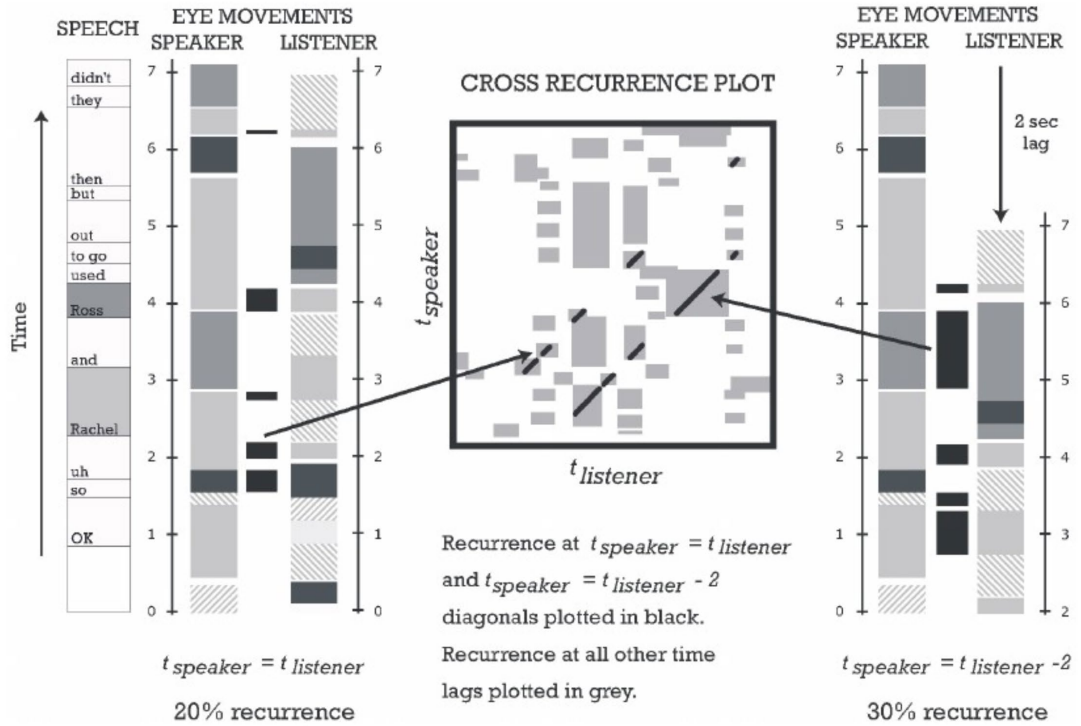 SPEECH
EYE MOVEMENTS
SPEAKER LISTENER
Time
didn't
they
then
but
out
to go
used
Ross
and
Rachel
uh
so
OK
7
6
5
4
3
2
1
0
7
6
5
4
3
2
1
0
t speaker = t listener
20% recurrence
CROSS RECURRENCE PLOT
t speaker
t listener
Recurrence at t speaker = t listener
and t speaker = t listener - 2
diagonals plotted in black.
Recurrence at all other time
lags plotted in grey.
EYE MOVEMENTS
SPEAKER LISTENER
2 sec
lag
7
6
5
4
3
2
1
0
7
6
5
4
3
2
t speaker = t listener -2
30% recurrence